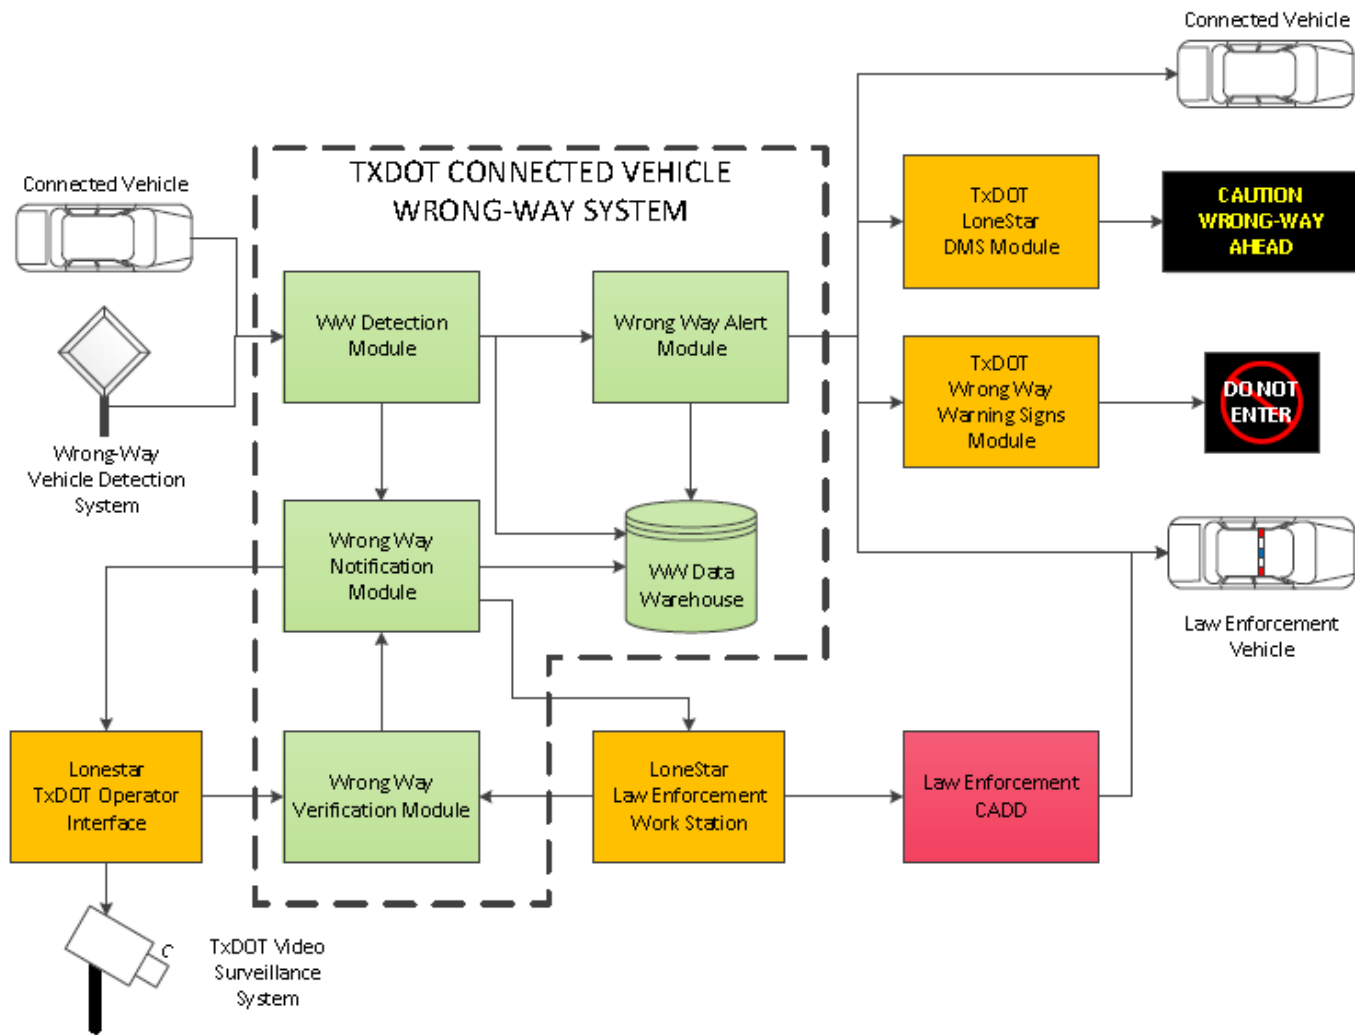 Connected Vehicle
TXDOT CONNECTED VEHICLE
WRONG-WAY SYSTEM
Connected Vehicle
TxDOT
LoneStar
DMS Module
CAUTION
WRONG-WAY
AHEAD
WW Detection
Module
Wrong Way Alert
Module
TxDOT
Wrong Way
Warning Signs
Module
DO NOT
ENTER
Wrong-Way
Vehicle Detection
System
Wrong Way
Notification
Module
WW Data
Warehouse
Law Enforcement
Vehicle
Lonestar
TxDOT Operator
Interface
Wrong Way
Verification Module
LoneStar
Law Enforcement
Work Station
Law Enforcement
CADD
TxDOT Video
Surveillance
System